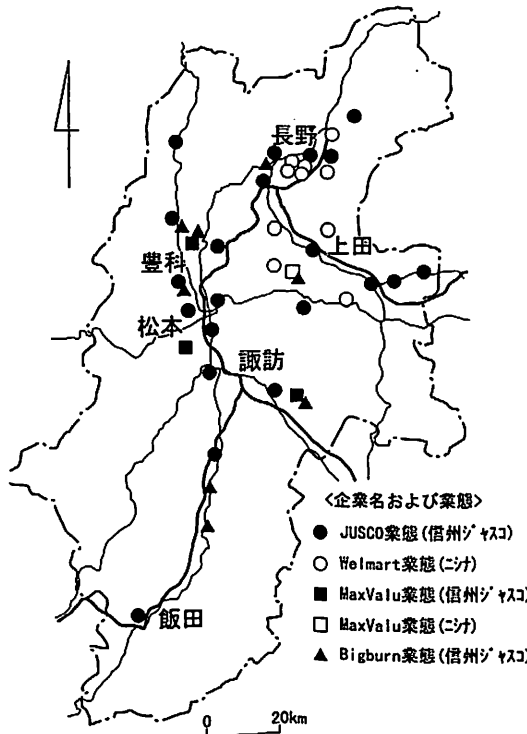 長野
上田
豊科
松本
諏訪
飯田
<企業名および業態>
JUSCO業態(信州ジャスコ)
Welmart業態(ニシナ)
MaxValu業態(信州ジャスコ)
MaxValu業態(ニシナ)
Bigburn業態(信州ジャスコ)
0 20km